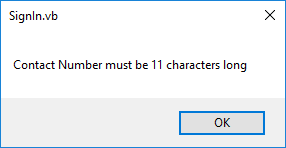 SignIn.vb
Contact Number must be 11 characters long
OK